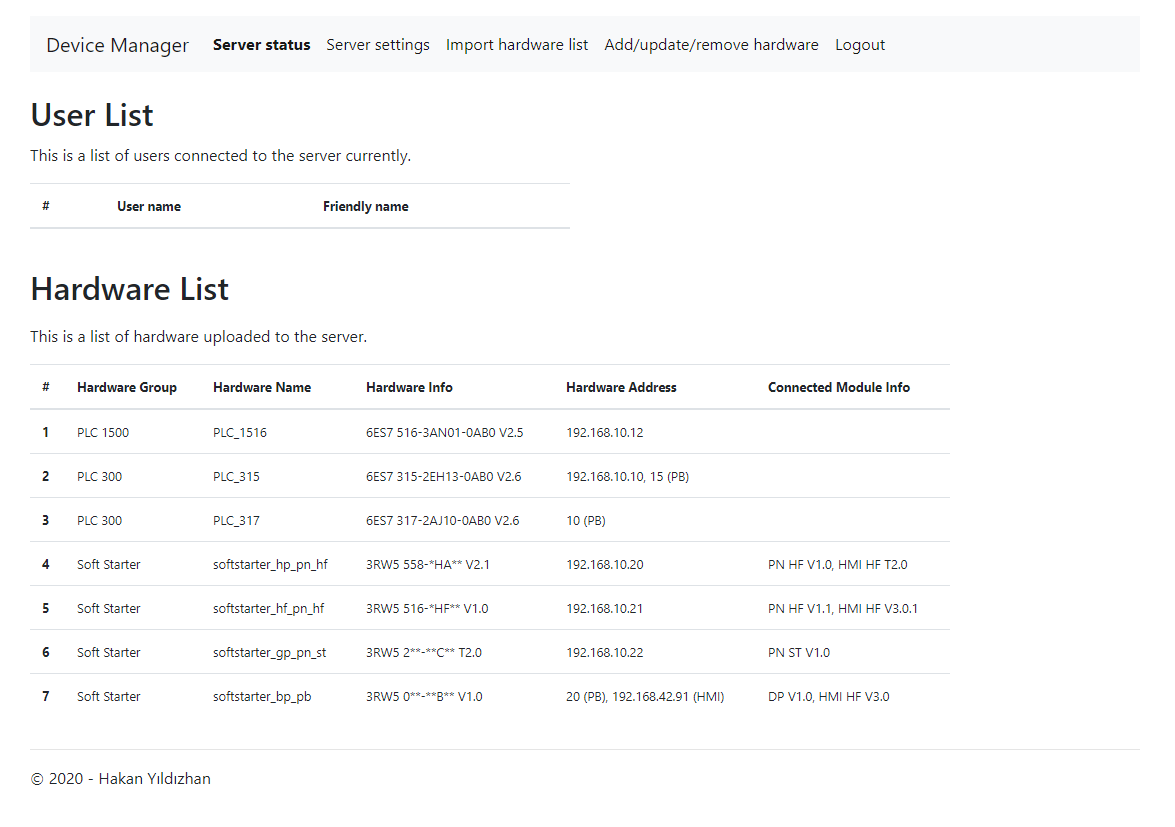 Device Manager Server status Server settings Import hardware list Add/update/remove hardware Logout
User List
This is a list of users connected to the server currently.
# User name Friendly name
Hardware List
This is a list of hardware uploaded to the server.
# Hardware Group Hardware Name Hardware Info Hardware Address Connected Module Info
1 PLC 1500 PLC_1516 6ES7 516-3AN01-0AB0 V2.5 192.168.10.12
2 PLC 300 PLC_315 6ES7 315-2EH13-0AB0 V2.6 192.168.10.10, 15 (PB)
3 PLC 300 PLC_317 6ES7 317-2AJ10-0AB0 V2.6 10 (PB)
4 Soft Starter softstarter_hp_pn_hf 3RW5 558-*HA** V2.1 192.168.10.20 PN HF V1.0, HMI HF T2.0
5 Soft Starter softstarter_hf_pn_hf 3RW5 516-*HF** V1.0 192.168.10.21 PN HF V1.1, HMI HF V3.0.1
6 Soft Starter softstarter_gp_pn_st 3RW5 2**-**C** T2.0 192.168.10.22 PN ST V1.0
7 Soft Starter softstarter_bp_pb 3RW5 0**-**B** V1.0 20 (PB), 192.168.42.91 (HMI) DP V1.0, HMI HF V3.0
© 2020 - Hakan Yıldızhan